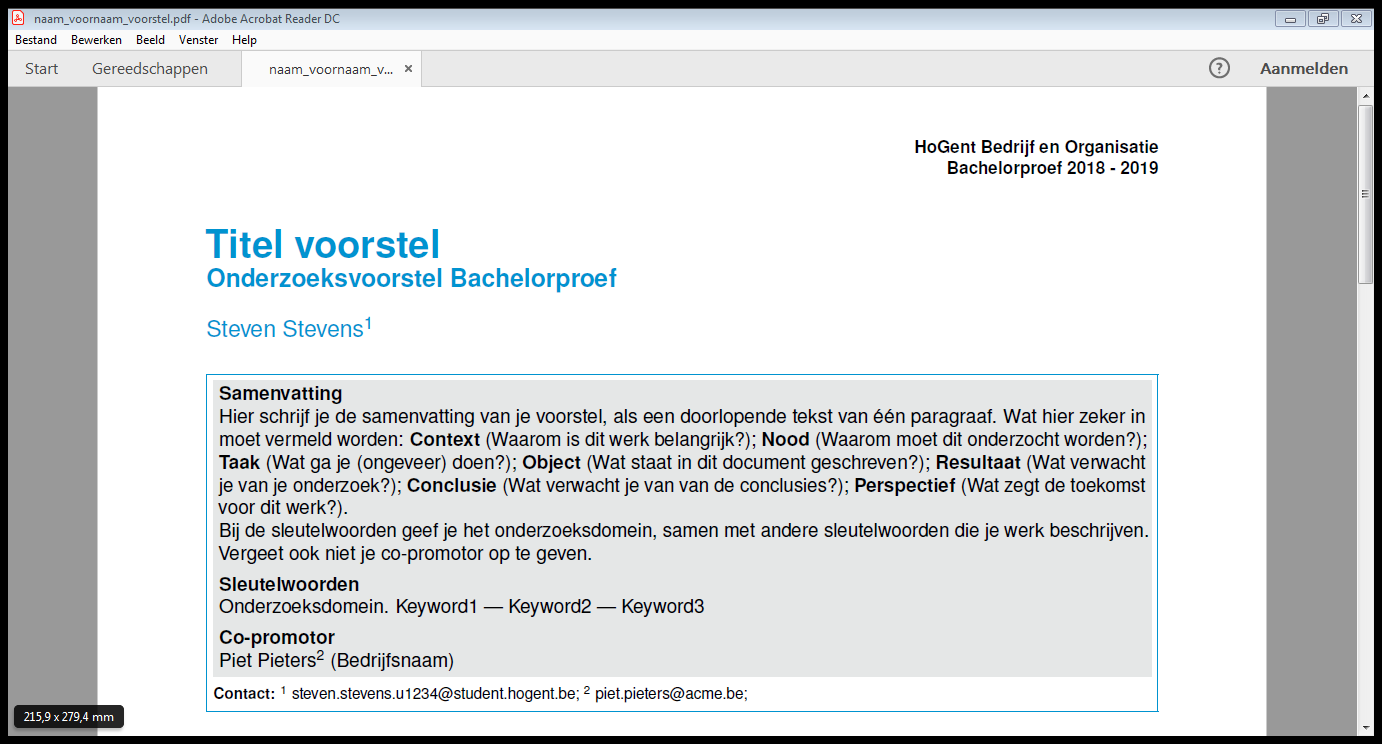 naam_voornaam_voorstel.pdf - Adobe Acrobat Reader DC
Bestand Bewerken Beeld Venster Help
Start Gereedschappen naam_voornaam_v... × ? Aanmelden
HoGent Bedrijf en Organisatie
Bachelorproef 2018 - 2019
Titel voorstel
Onderzoeksvoorstel Bachelorproef
Steven Stevens¹
Samenvatting
Hier schrijf je de samenvatting van je voorstel, als een doorlopende tekst van één paragraaf. Wat hier zeker in
moet vermeld worden: Context (Waarom is dit werk belangrijk?); Nood (Waarom moet dit onderzocht worden?);
Taak (Wat ga je (ongeveer) doen?); Object (Wat staat in dit document geschreven?); Resultaat (Wat verwacht
je van je onderzoek?); Conclusie (Wat verwacht je van van de conclusies?); Perspectief (Wat zegt de toekomst
voor dit werk?).
Bij de sleutelwoorden geef je het onderzoeksdomein, samen met andere sleutelwoorden die je werk beschrijven.
Vergeet ook niet je co-promotor op te geven.
Sleutelwoorden
Onderzoeksdomein. Keyword1 — Keyword2 — Keyword3
Co-promotor
Piet Pieters² (Bedrijfsnaam)
Contact: ¹ steven.stevens.u1234@student.hogent.be; ² piet.pieters@acme.be;
215,9 x 279,4 mm